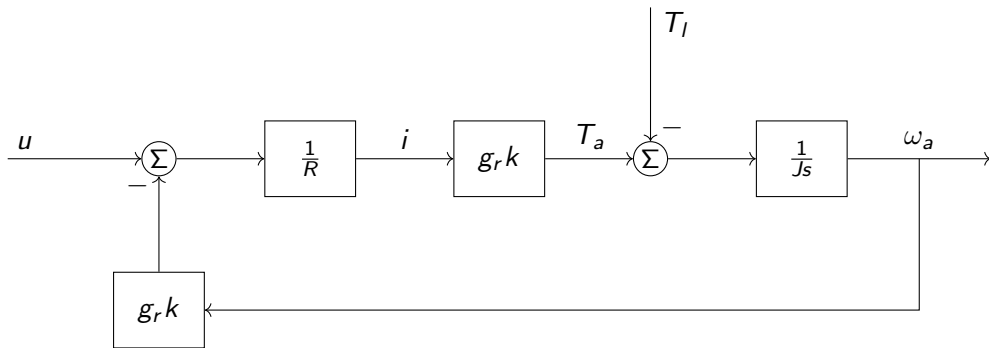 T_l
u
Σ
−
1/R
i
g_r k
T_a
Σ
−
1/Js
ω_a
g_r k